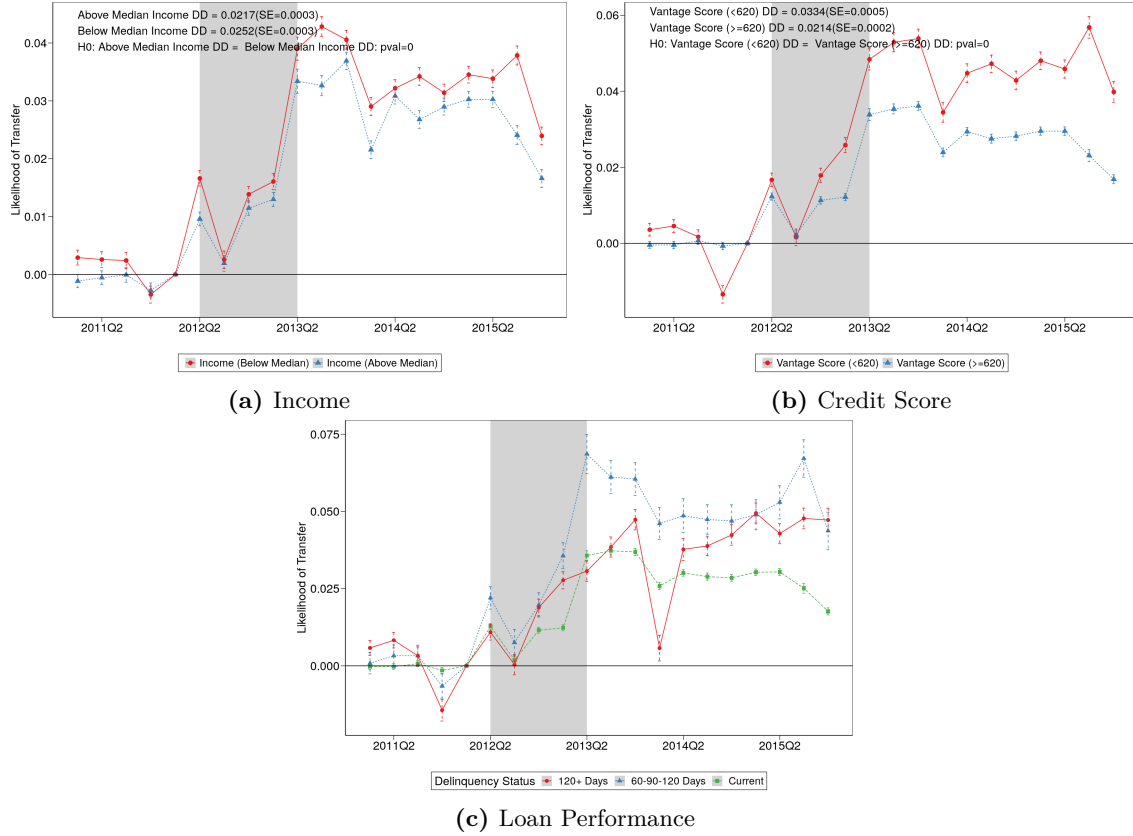 Above Median Income DD = 0.0217(SE=0.0003)
Below Median Income DD = 0.0252(SE=0.0003)
H0: Above Median Income DD = Below Median Income DD: pval=0
Likelihood of Transfer
0.04
0.03
0.02
0.01
0.00
2011Q2 2012Q2 2013Q2 2014Q2 2015Q2
Income (Below Median) Income (Above Median)
(a) Income
Vantage Score (<620) DD = 0.0334(SE=0.0005)
Vantage Score (>=620) DD = 0.0214(SE=0.0002)
H0: Vantage Score (<620) DD = Vantage Score (>=620) DD: pval=0
Likelihood of Transfer
0.06
0.04
0.02
0.00
2011Q2 2012Q2 2013Q2 2014Q2 2015Q2
Vantage Score (<620) Vantage Score (>=620)
(b) Credit Score
Likelihood of Transfer
0.075
0.050
0.025
0.000
2011Q2 2012Q2 2013Q2 2014Q2 2015Q2
Delinquency Status 120+ Days 60-90-120 Days Current
(c) Loan Performance